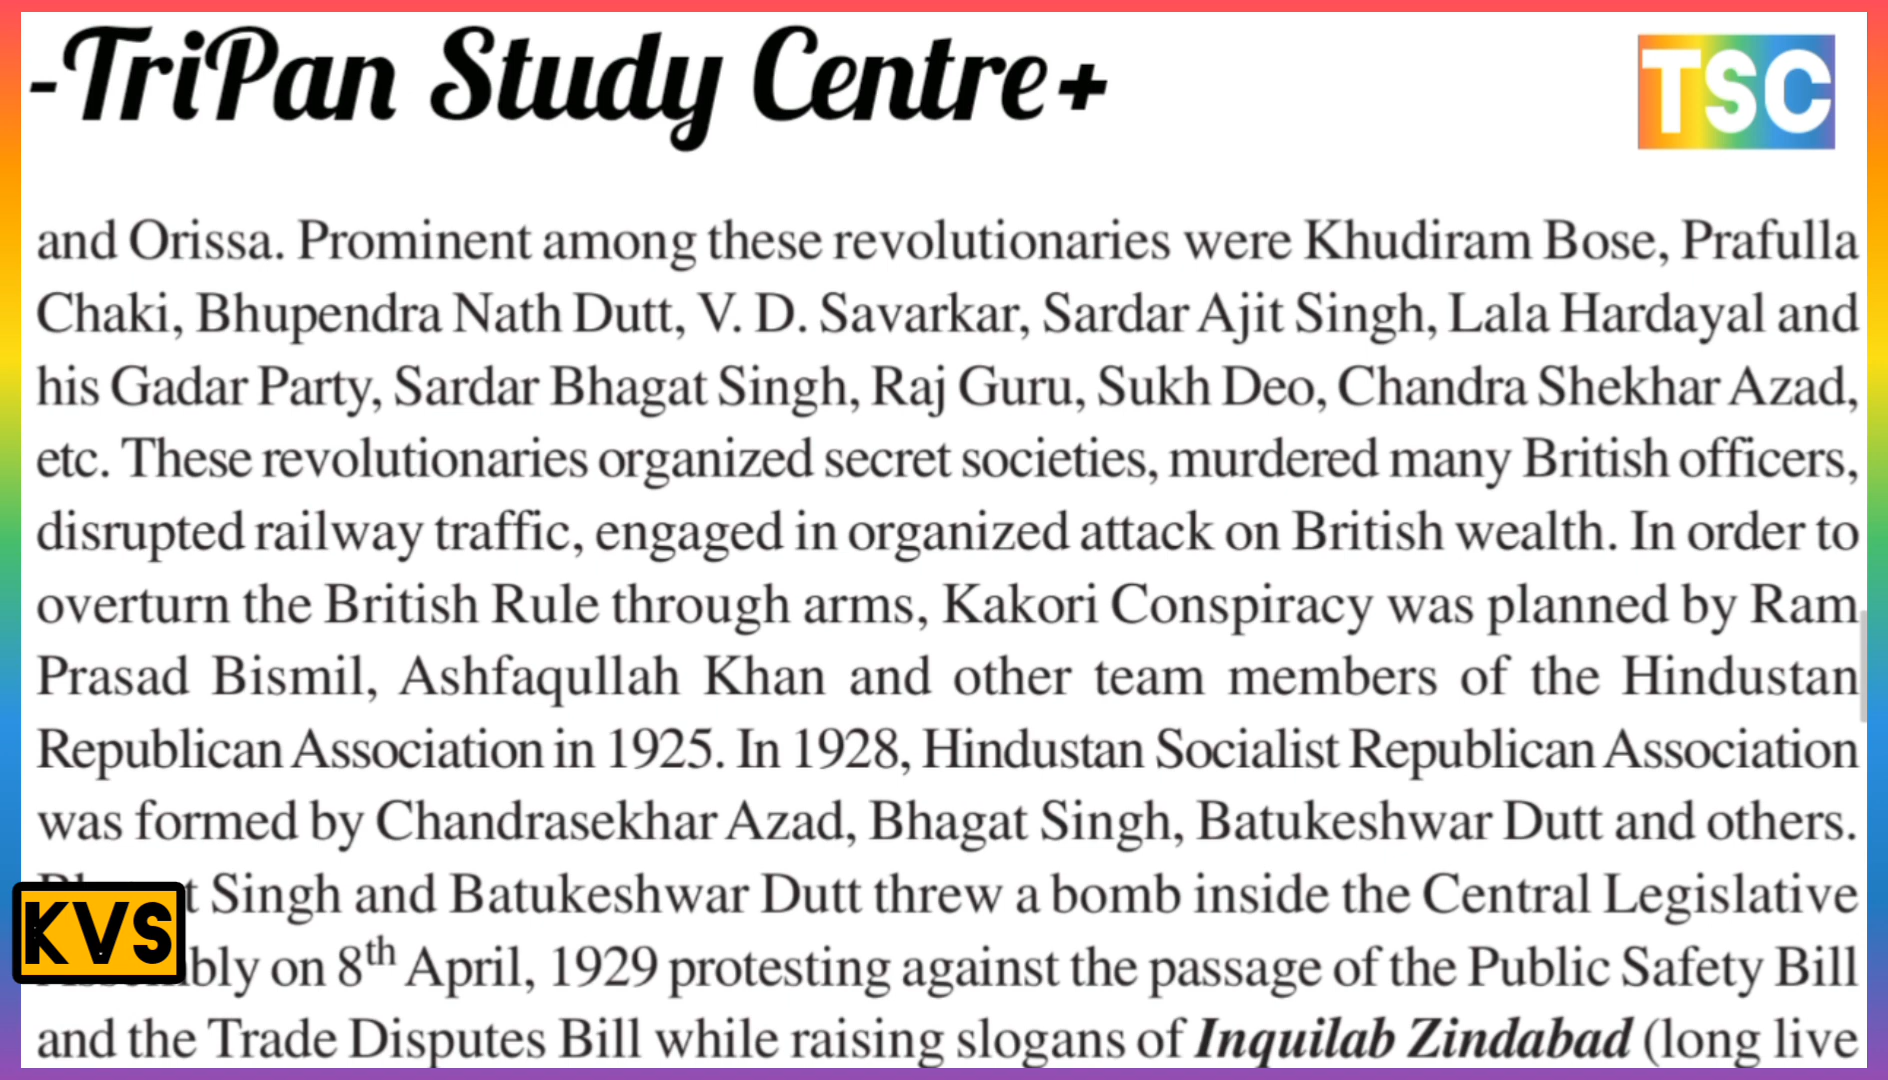 -TriPan Study Centre+
TSC
and Orissa. Prominent among these revolutionaries were Khudiram Bose, Prafulla
Chaki, Bhupendra Nath Dutt, V. D. Savarkar, Sardar Ajit Singh, Lala Hardayal and
his Gadar Party, Sardar Bhagat Singh, Raj Guru, Sukh Deo, Chandra Shekhar Azad,
etc. These revolutionaries organized secret societies, murdered many British officers,
disrupted railway traffic, engaged in organized attack on British wealth. In order to
overturn the British Rule through arms, Kakori Conspiracy was planned by Ram
Prasad Bismil, Ashfaqullah Khan and other team members of the Hindustan
Republican Association in 1925. In 1928, Hindustan Socialist Republican Association
was formed by Chandrasekhar Azad, Bhagat Singh, Batukeshwar Dutt and others.
Singh and Batukeshwar Dutt threw a bomb inside the Central Legislative
KVS
on 8th April, 1929 protesting against the passage of the Public Safety Bill
and the Trade Disputes Bill while raising slogans of Inquilab Zindabad (long live